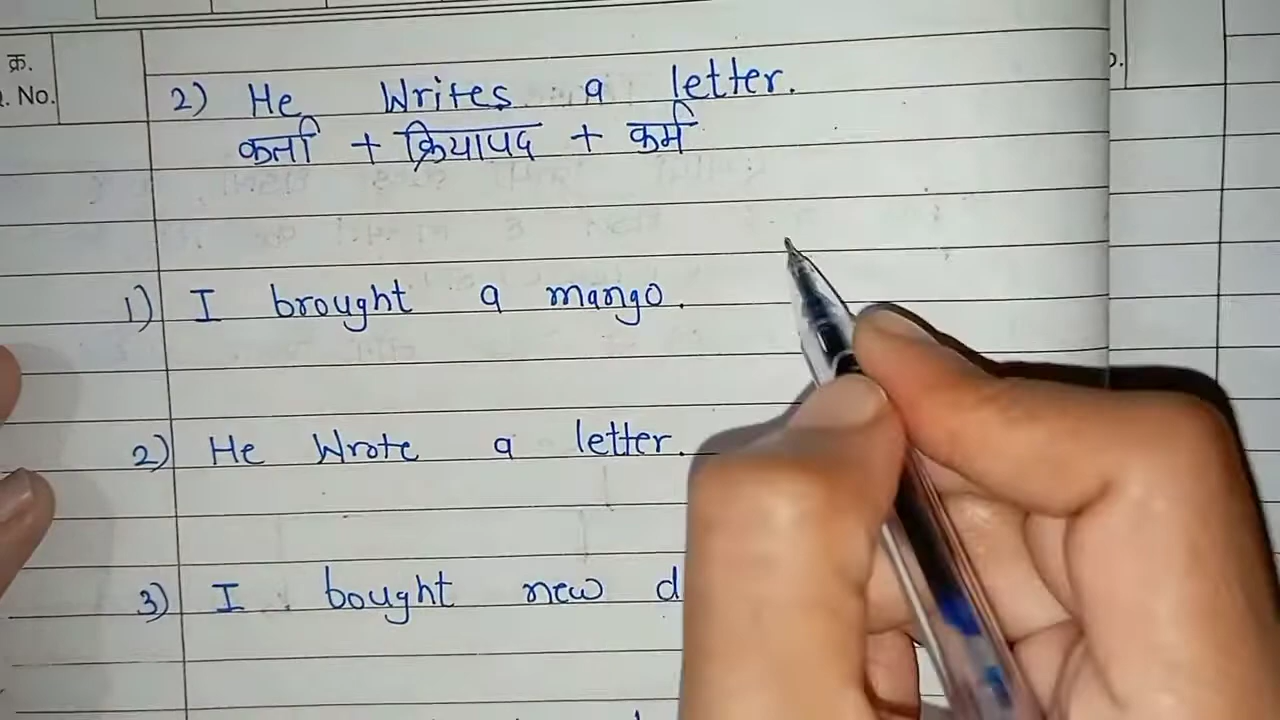 क्र.
2) He Writes a letter.
No.
कर्ता + क्रियापद + कर्म
1) I brought a mango.
2) He Wrote a letter.
3) I bought new